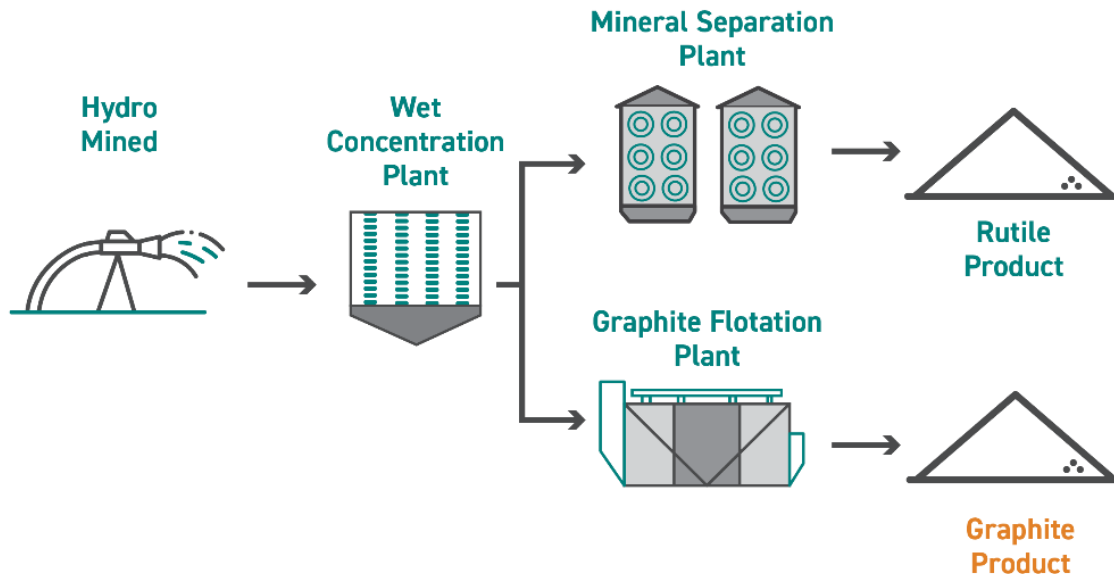 Hydro
Mined
Wet
Concentration
Plant
Mineral Separation
Plant
Rutile
Product
Graphite Flotation
Plant
Graphite
Product